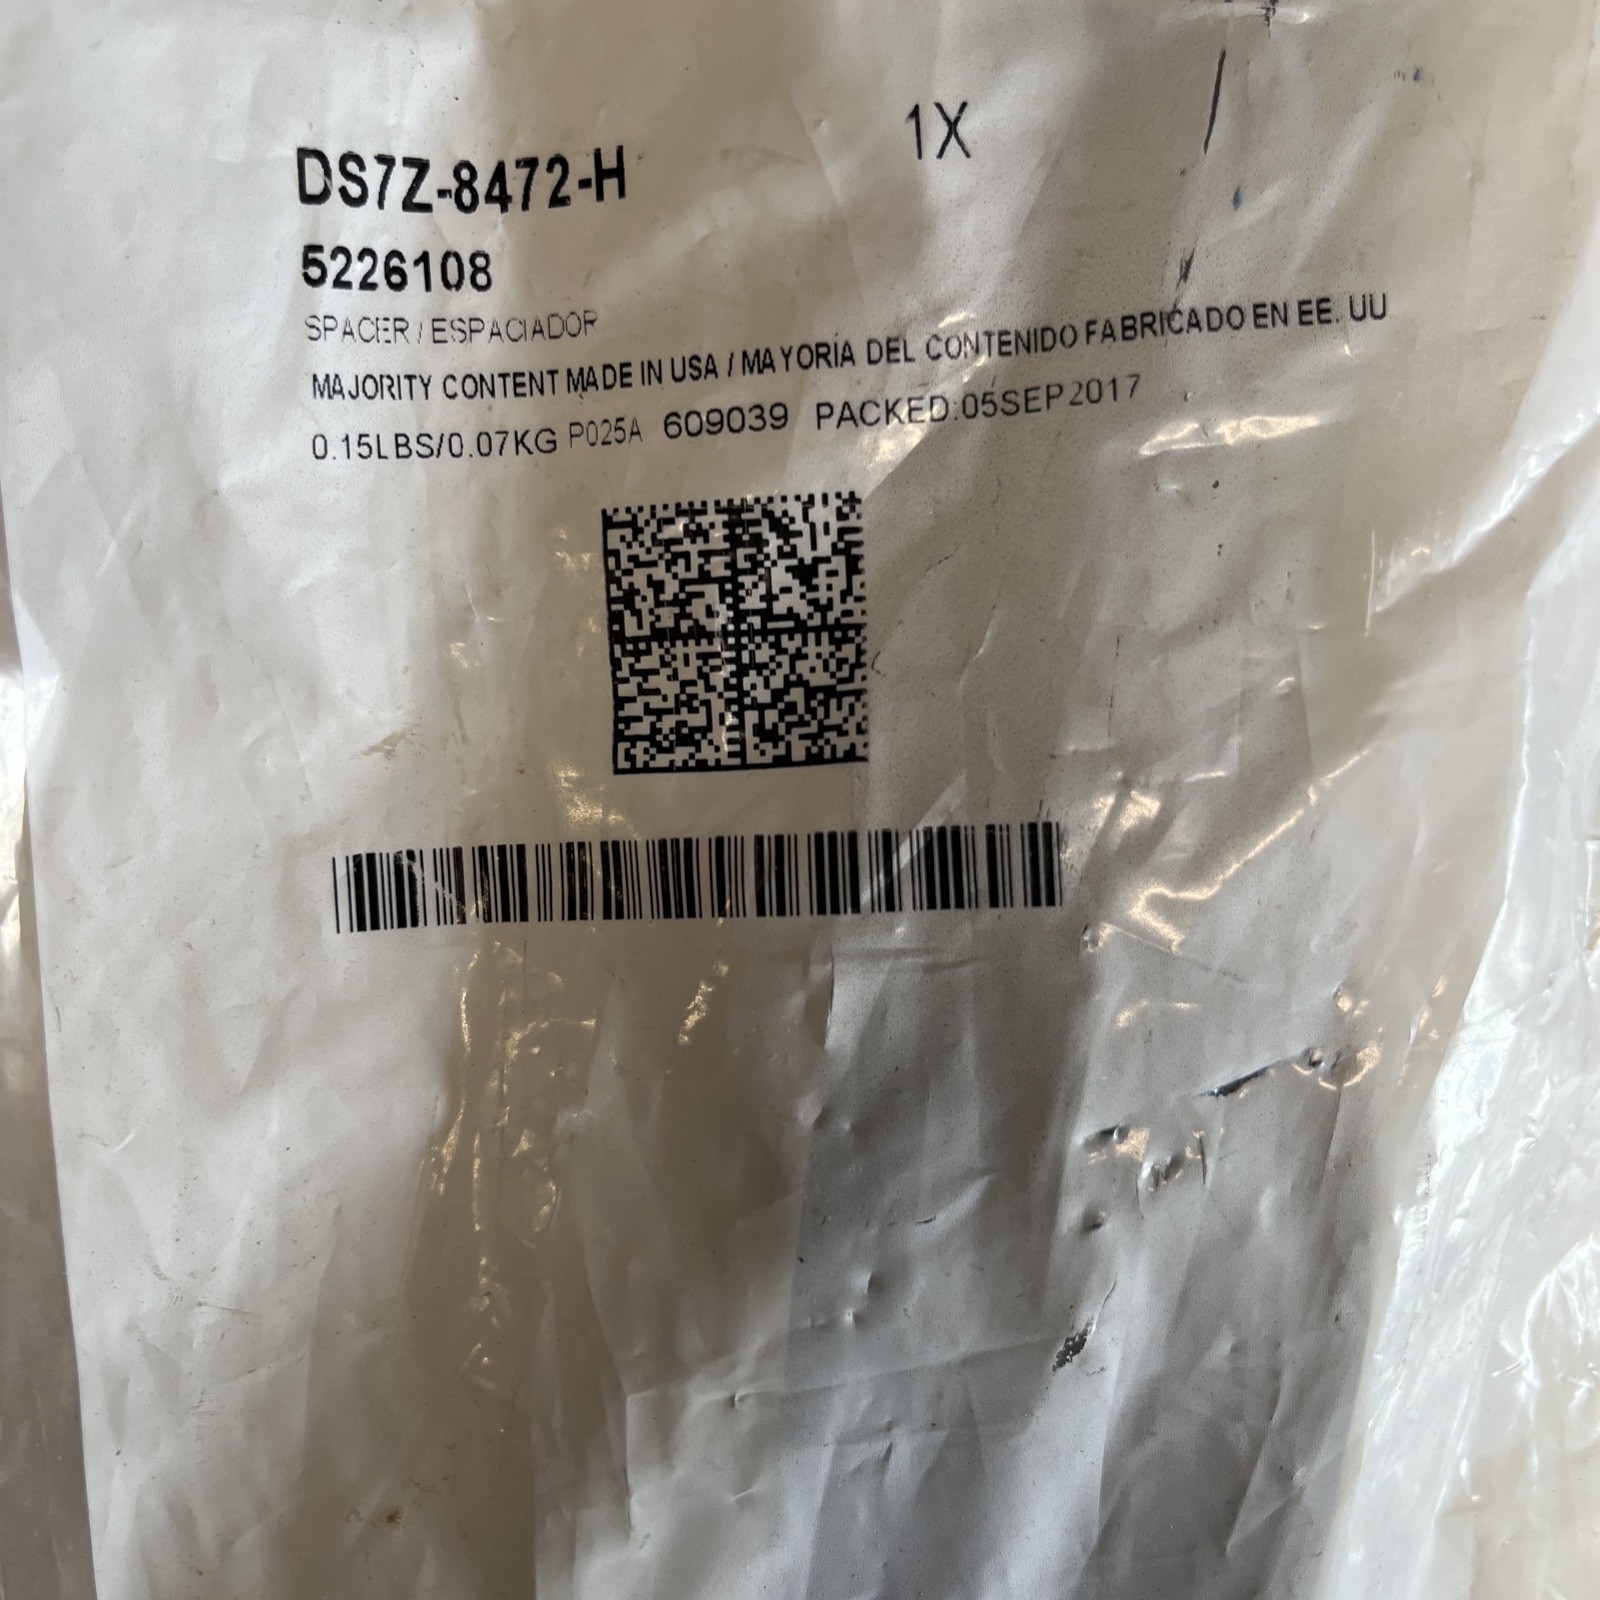 1X
DS7Z-8472-H
5226108
SPACER / ESPACIADOR
MAJORITY CONTENT MADE IN USA / MAYORÍA DEL CONTENIDO FABRICADO EN EE. UU
0.15LBS/0.07KG P025A 609039 PACKED:05SEP2017